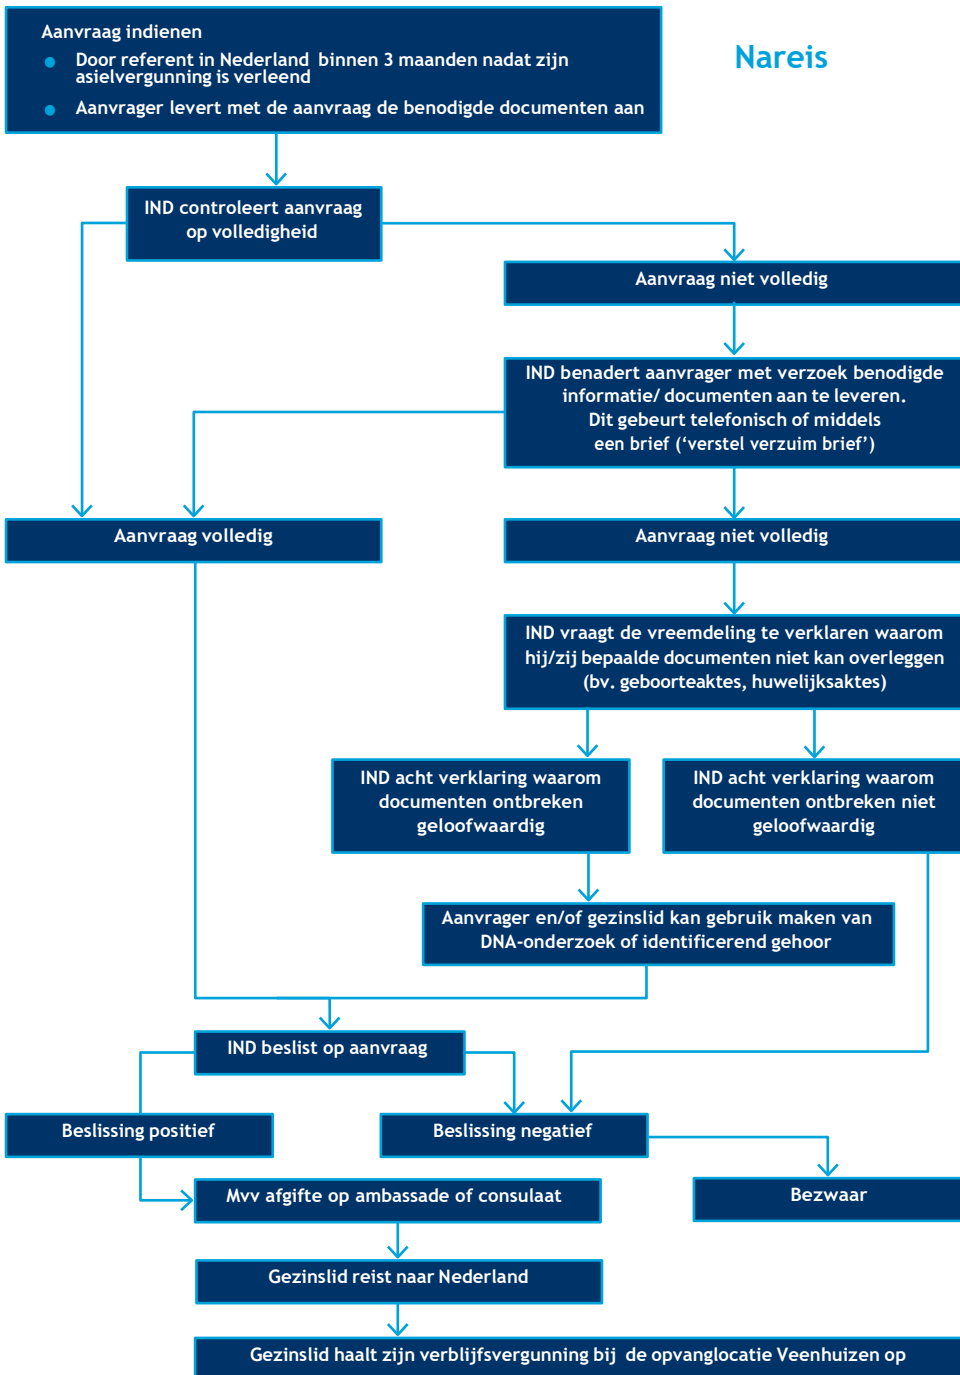 Nareis
Aanvraag indienen
● Door referent in Nederland binnen 3 maanden nadat zijn
asielvergunning is verleend
● Aanvrager levert met de aanvraag de benodigde documenten aan
IND controleert aanvraag
op volledigheid
Aanvraag niet volledig
IND benadert aanvrager met verzoek benodigde
informatie/ documenten aan te leveren.
Dit gebeurt telefonisch of middels
een brief (‘verstel verzuim brief’)
Aanvraag volledig
Aanvraag niet volledig
IND vraagt de vreemdeling te verklaren waarom
hij/zij bepaalde documenten niet kan overleggen
(bv. geboorteaktes, huwelijksaktes)
IND acht verklaring waarom
documenten ontbreken
geloofwaardig
IND acht verklaring waarom
documenten ontbreken niet
geloofwaardig
Aanvrager en/of gezinslid kan gebruik maken van
DNA-onderzoek of identificerend gehoor
IND beslist op aanvraag
Beslissing positief
Beslissing negatief
Mvv afgifte op ambassade of consulaat
Bezwaar
Gezinslid reist naar Nederland
Gezinslid haalt zijn verblijfsvergunning bij de opvanglocatie Veenhuizen op